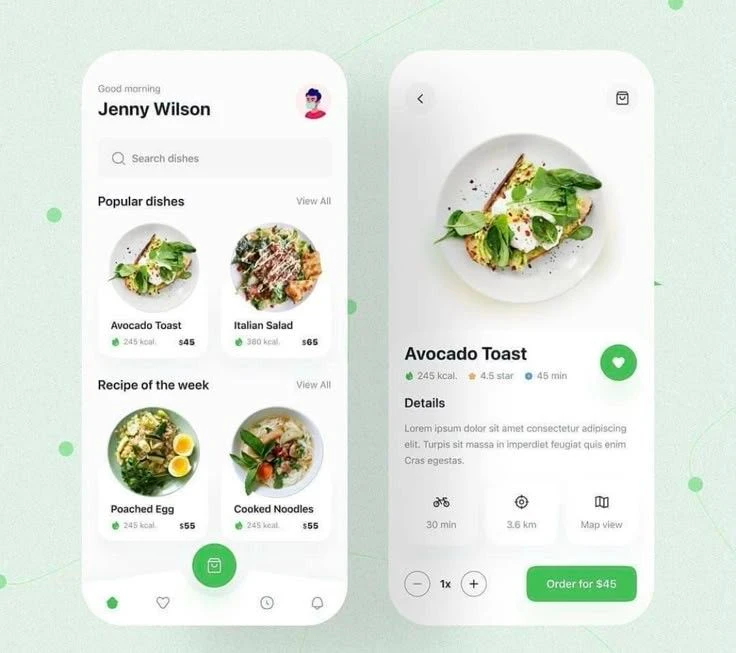 Good morning
Jenny Wilson
Search dishes
Popular dishes View All
Avocado Toast
245 kcal. $45
Italian Salad
380 kcal. $65
Recipe of the week View All
Poached Egg
245 kcal. $55
Cooked Noodles
245 kcal. $55
Avocado Toast
245 kcal. 4.5 star 45 min
Details
Lorem ipsum dolor sit amet consectetur adipiscing
elit. Turpis sit massa in imperdiet feugiat quis enim
Cras egestas.
30 min
3.6 km
Map view
1x
Order for $45